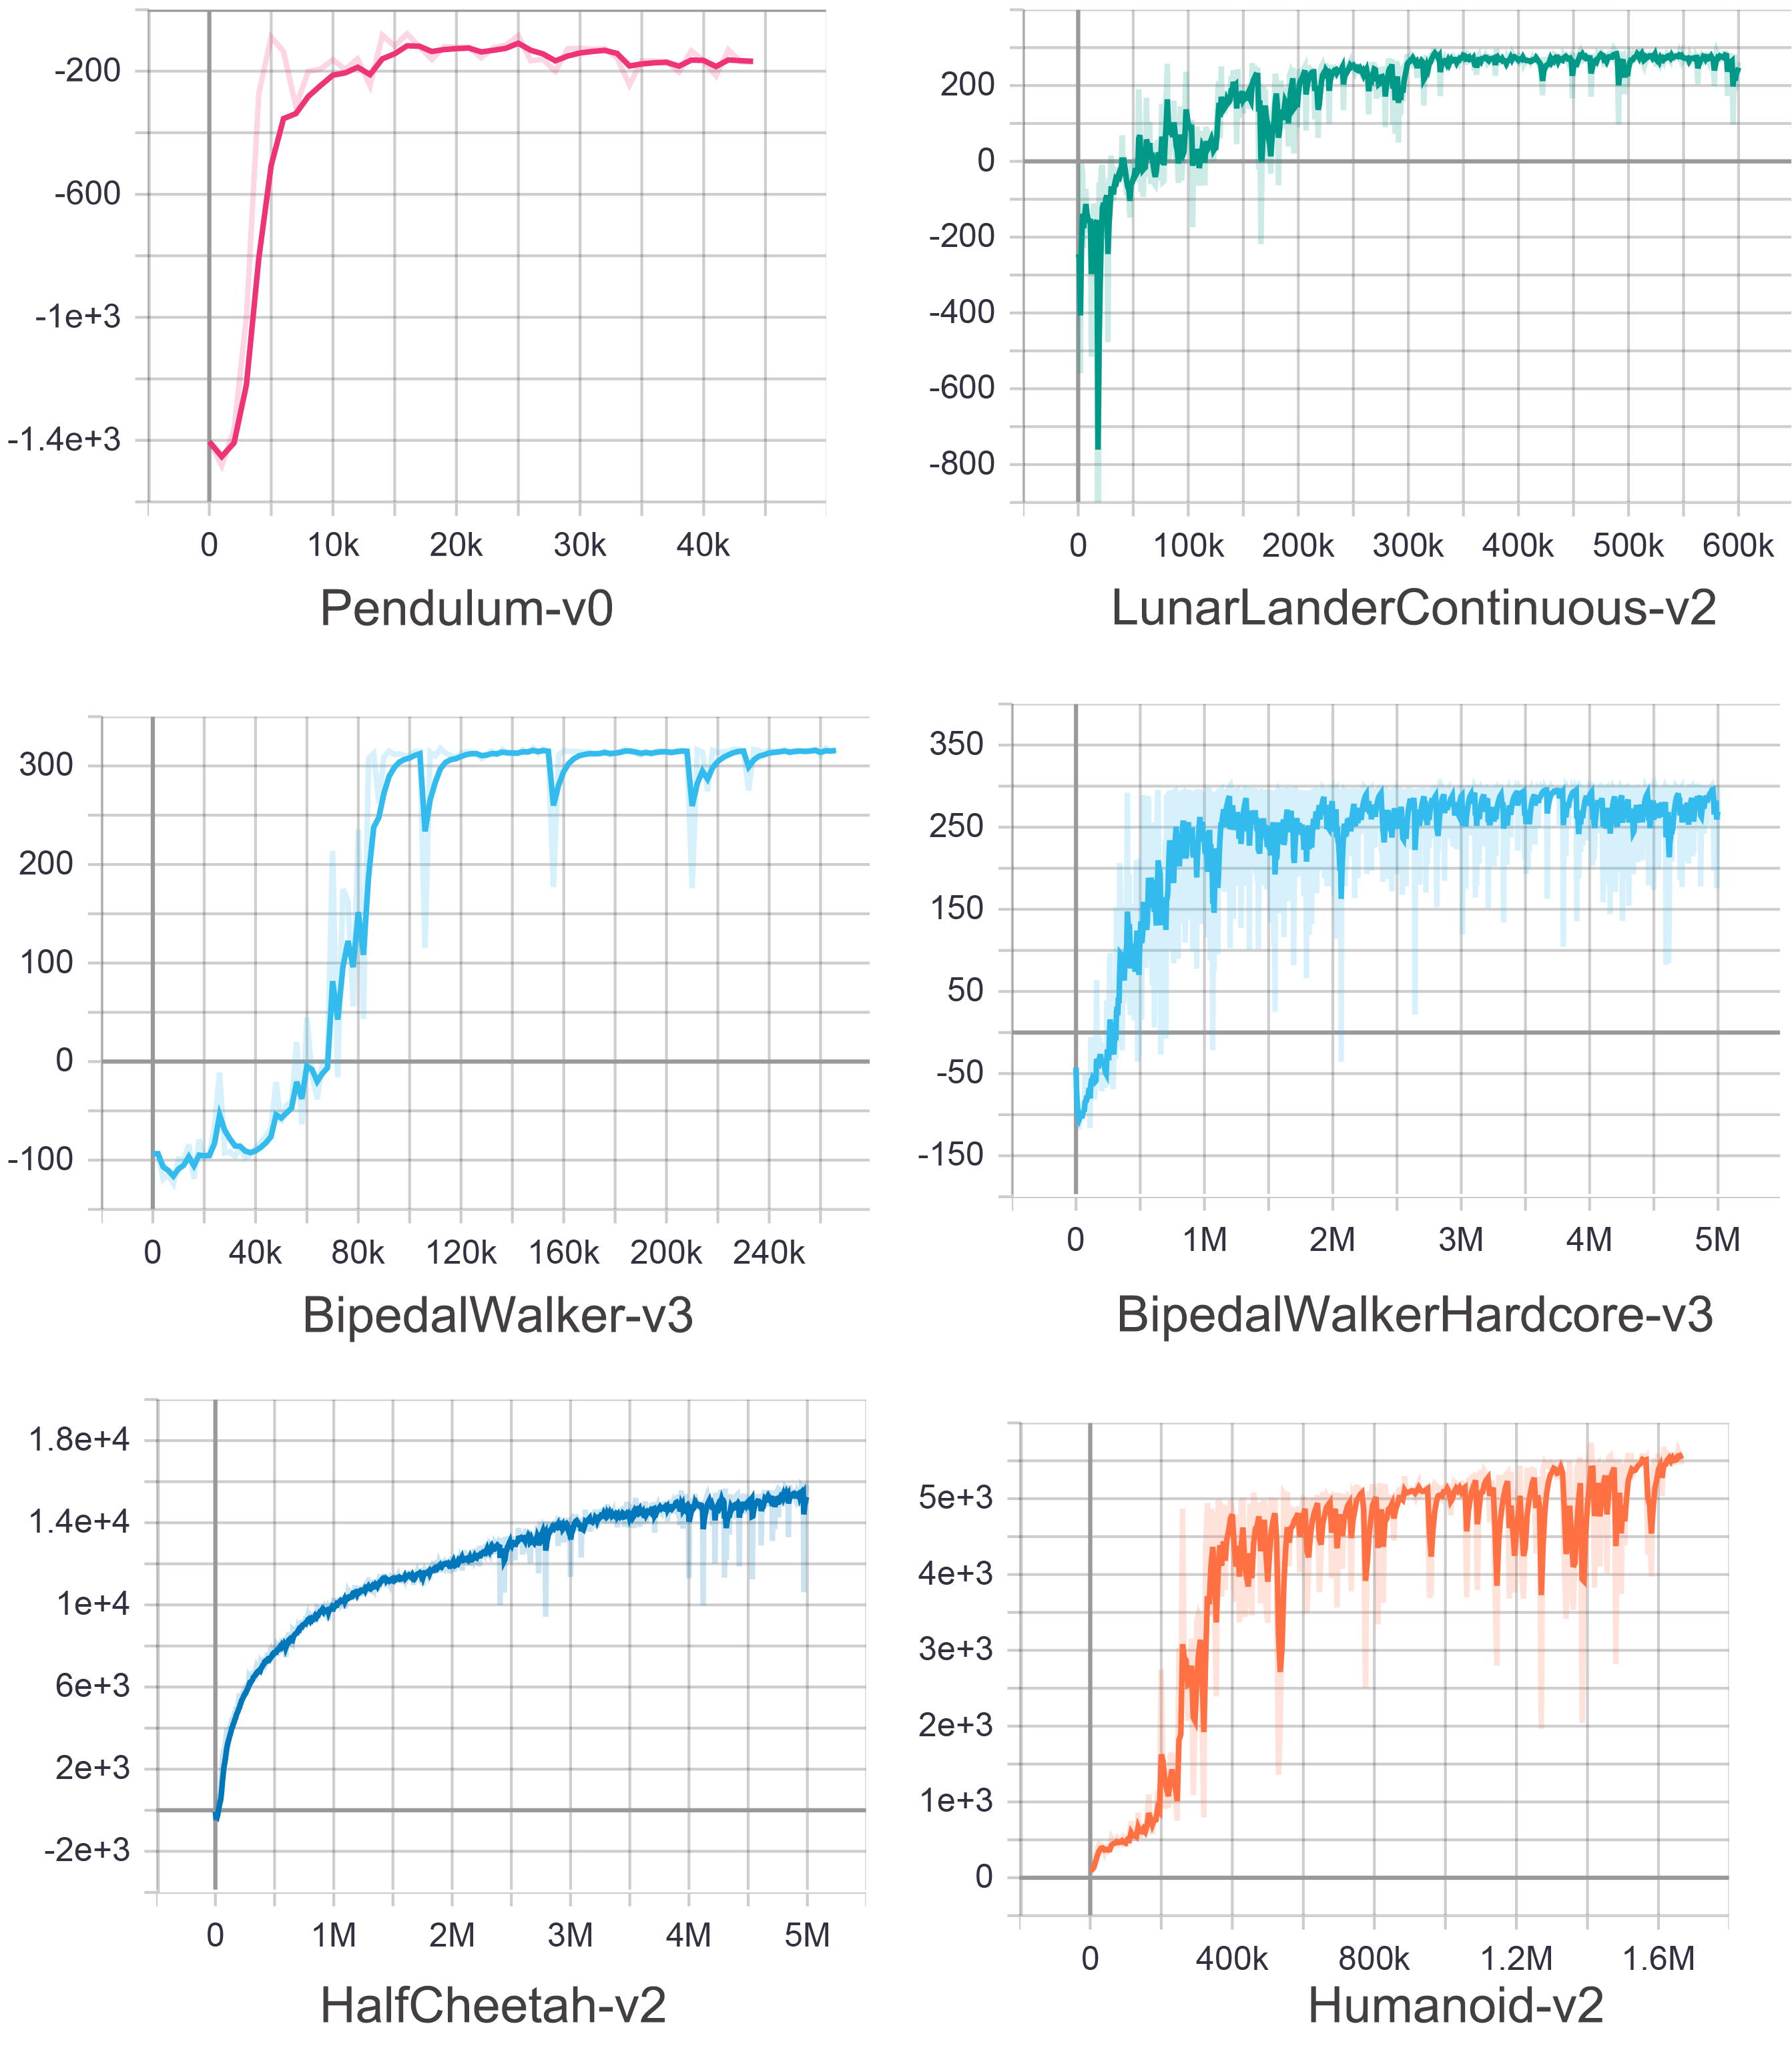 -200
-600
-1e+3
-1.4e+3
0 10k 20k 30k 40k
Pendulum-v0
200
0
-200
-400
-600
-800
0 100k 200k 300k 400k 500k 600k
LunarLanderContinuous-v2
300
200
100
0
-100
0 40k 80k 120k 160k 200k 240k
BipedalWalker-v3
350
250
150
50
-50
-150
0 1M 2M 3M 4M 5M
BipedalWalkerHardcore-v3
1.8e+4
1.4e+4
1e+4
6e+3
2e+3
-2e+3
0 1M 2M 3M 4M 5M
HalfCheetah-v2
5e+3
4e+3
3e+3
2e+3
1e+3
0
0 400k 800k 1.2M 1.6M
Humanoid-v2